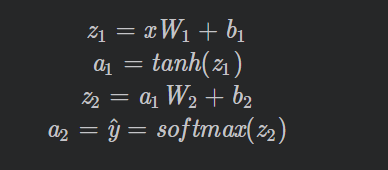 z₁ = xW₁ + b₁
a₁ = tanh(z₁)
z₂ = a₁W₂ + b₂
a₂ = ŷ = softmax(z₂)